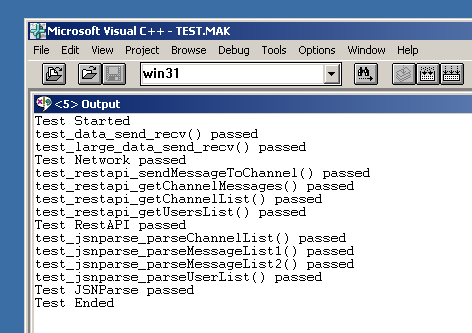 Microsoft Visual C++ - TEST.MAK
File Edit View Project Browse Debug Tools Options Window Help
win31
<5> Output
Test Started
test_data_send_recv() passed
test_large_data_send_recv() passed
Test Network passed
test_restapi_sendMessageToChannel() passed
test_restapi_getChannelMessages() passed
test_restapi_getChannelList() passed
test_restapi_getUsersList() passed
Test RestAPI passed
test_jsnparse_parseChannelList() passed
test_jsnparse_parseMessageList1() passed
test_jsnparse_parseMessageList2() passed
test_jsnparse_parseUserList() passed
Test JSNParse passed
Test Ended